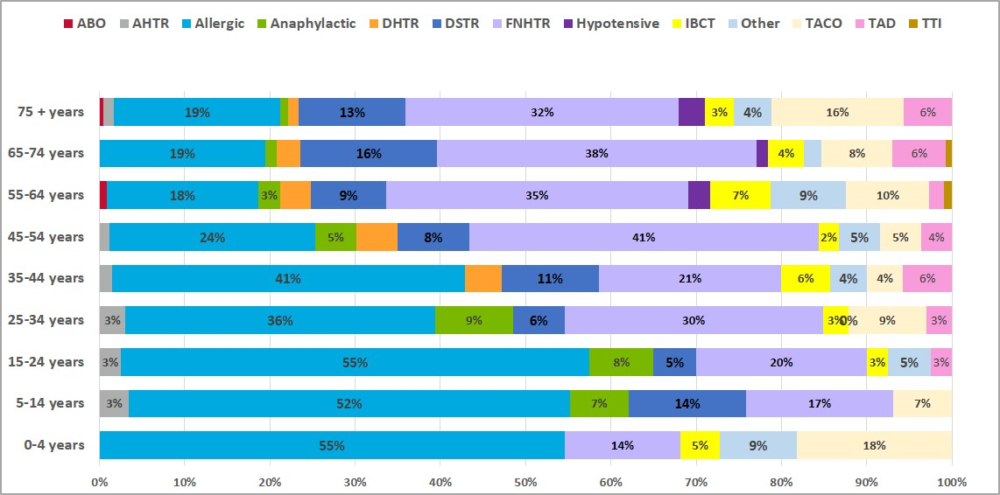 ABO AHTR Allergic Anaphylactic DHTR DSTR FNHTR Hypotensive IBCT Other TACO TAD TTI
75 + years 19% 13% 32% 3% 4% 16% 6%
65-74 years 19% 16% 38% 4% 8% 6%
55-64 years 18% 3% 9% 35% 7% 9% 10%
45-54 years 24% 5% 8% 41% 2% 5% 5% 4%
35-44 years 41% 11% 21% 6% 4% 4% 6%
25-34 years 3% 36% 9% 6% 30% 3% 0% 9% 3%
15-24 years 3% 55% 8% 5% 20% 3% 5% 3%
5-14 years 3% 52% 7% 14% 17% 7%
0-4 years 55% 14% 5% 9% 18%
0% 10% 20% 30% 40% 50% 60% 70% 80% 90% 100%